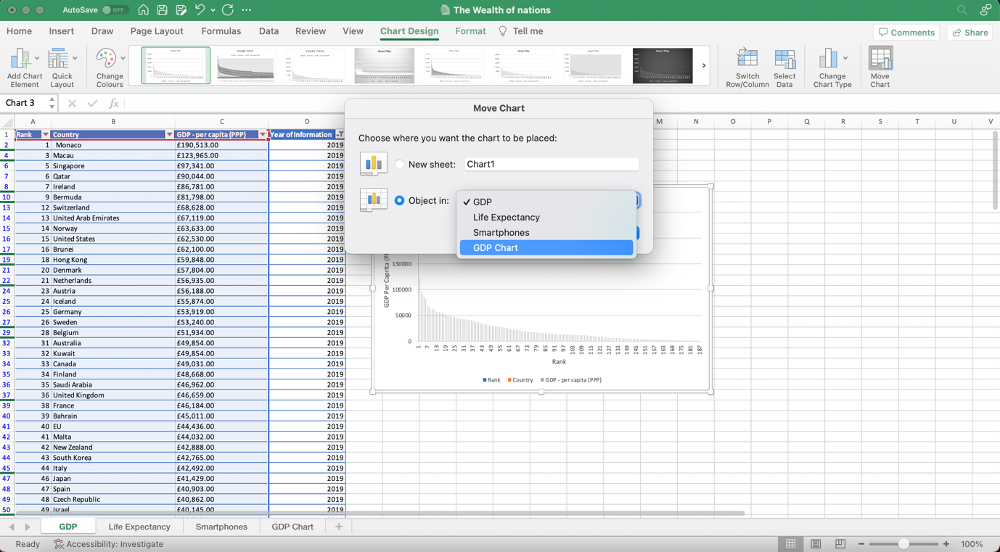 AutoSave OFF
The Wealth of nations
Home Insert Draw Page Layout Formulas Data Review View Chart Design Format Tell me
Comments Share
Add Chart Element
Quick Layout
Change Colours
Switch Row/Column
Select Data
Change Chart Type
Move Chart
Chart 3
fx
Move Chart
Choose where you want the chart to be placed:
New sheet: Chart1
Object in:
✓ GDP
Life Expectancy
Smartphones
GDP Chart
A B C D M N O P Q R S T U V
1 Rank Country GDP - per capita (PPP) Year of Information
2 1 Monaco £190,513.00 2019
4 3 Macau £123,965.00 2019
6 5 Singapore £97,341.00 2019
7 6 Qatar £90,044.00 2019
8 7 Ireland £86,781.00 2019
10 9 Bermuda £81,798.00 2019
13 12 Switzerland £68,628.00 2019
14 13 United Arab Emirates £67,119.00 2019
15 14 Norway £63,633.00 2019
16 15 United States £62,530.00 2019
17 16 Brunei £62,100.00 2019
19 18 Hong Kong £59,848.00 2019
21 20 Denmark £57,804.00 2019
22 21 Netherlands £56,935.00 2019
24 23 Austria £56,188.00 2019
25 24 Iceland £55,874.00 2019
26 25 Germany £53,919.00 2019
27 26 Sweden £53,240.00 2019
29 28 Belgium £51,934.00 2019
32 31 Australia £49,854.00 2019
33 32 Kuwait £49,854.00 2019
34 33 Canada £49,031.00 2019
35 34 Finland £48,668.00 2019
36 35 Saudi Arabia £46,962.00 2019
37 36 United Kingdom £46,659.00 2019
39 38 France £46,184.00 2019
40 39 Bahrain £45,011.00 2019
41 40 EU £44,436.00 2019
42 41 Malta £44,032.00 2019
43 42 New Zealand £42,888.00 2019
44 43 South Korea £42,765.00 2019
45 44 Italy £42,492.00 2019
47 46 Japan £41,429.00 2019
48 47 Spain £40,903.00 2019
49 48 Czech Republic £40,862.00 2019
50 49 Israel £40,145.00 2019
GDP Per Caprita
150000
100000
50000
0
1 7 13 19 25 31 37 43 49 55 61 67 73 79 85 91 97 103 109 115 121 127 133 139 145 151 157 163 169 175 181 187
Rank
Rank Country GDP - per capita (PPP)
GDP Life Expectancy Smartphones GDP Chart +
Ready Accessibility: Investigate
− + 100%